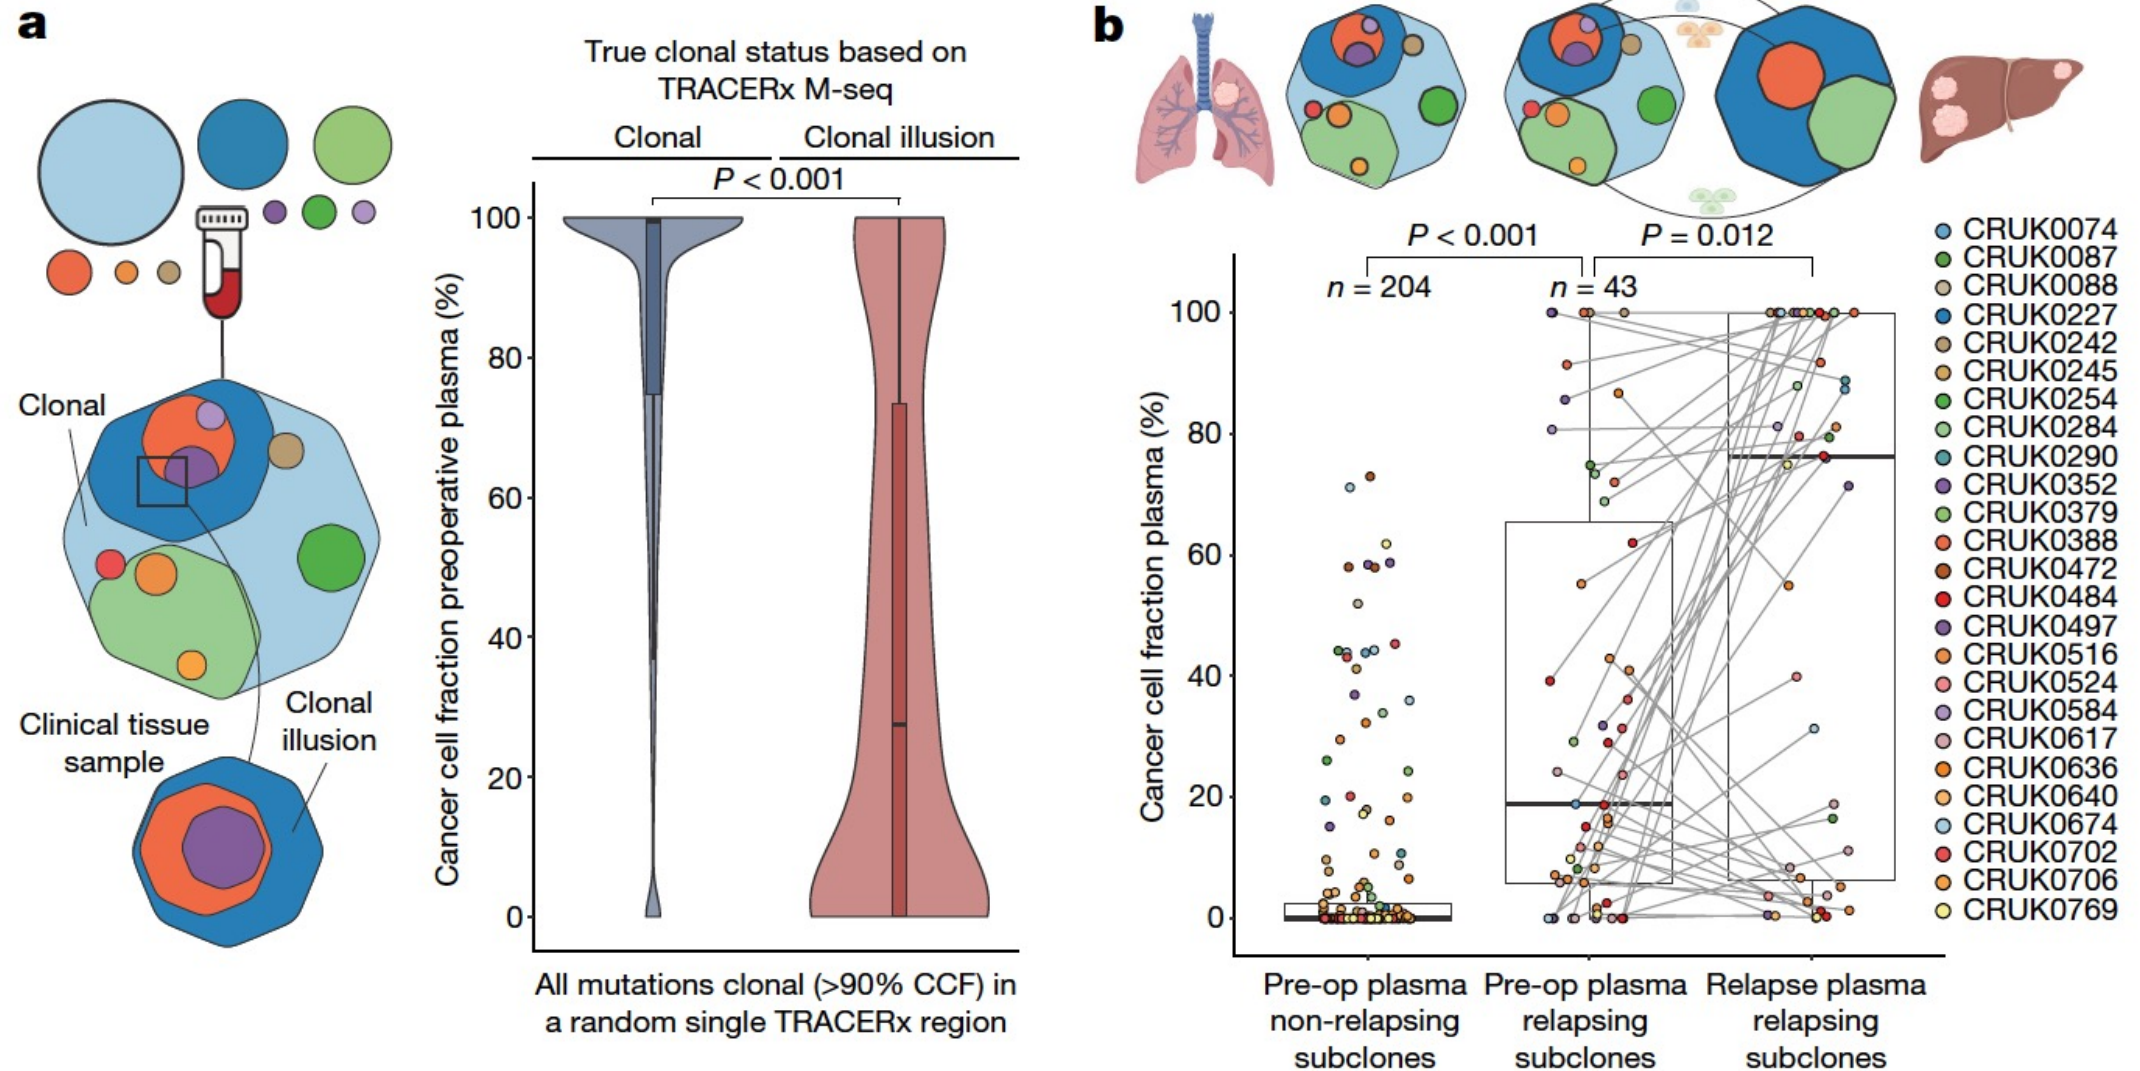 a
True clonal status based on
TRACERx M-seq
Clonal
Clonal illusion
P < 0.001
Cancer cell fraction preoperative plasma (%)
100
80
60
40
20
0
Clonal
Clinical tissue
sample
Clonal
illusion
All mutations clonal (>90% CCF) in
a random single TRACERx region
b
P < 0.001
P = 0.012
n = 204
n = 43
Cancer cell fraction plasma (%)
100
80
60
40
20
0
Pre-op plasma
non-relapsing
subclones
Pre-op plasma
relapsing
subclones
Relapse plasma
relapsing
subclones
CRUK0074
CRUK0087
CRUK0088
CRUK0227
CRUK0242
CRUK0245
CRUK0254
CRUK0284
CRUK0290
CRUK0352
CRUK0379
CRUK0388
CRUK0472
CRUK0484
CRUK0497
CRUK0516
CRUK0524
CRUK0584
CRUK0617
CRUK0636
CRUK0640
CRUK0674
CRUK0702
CRUK0706
CRUK0769